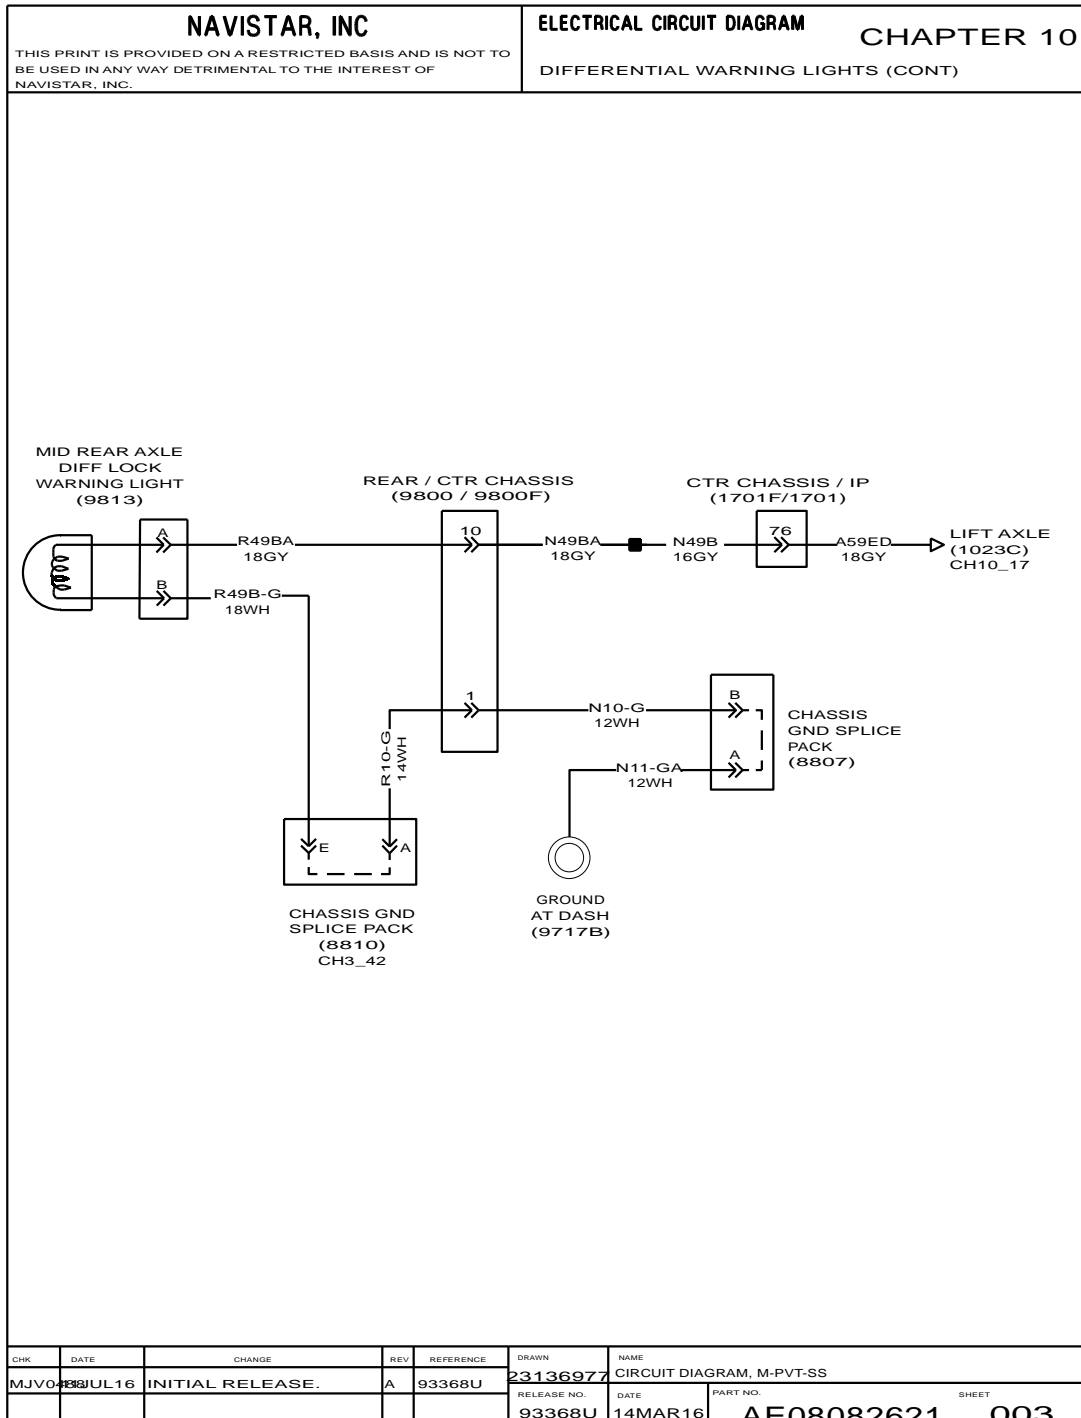 NAVISTAR, INC
THIS PRINT IS PROVIDED ON A RESTRICTED BASIS AND IS NOT TO
BE USED IN ANY WAY DETRIMENTAL TO THE INTEREST OF
NAVISTAR, INC.
ELECTRICAL CIRCUIT DIAGRAM
CHAPTER 10
DIFFERENTIAL WARNING LIGHTS (CONT)
MID REAR AXLE
DIFF LOCK
WARNING LIGHT
(9813)
A
B
R49BA
18GY
R49B-G
18WH
REAR / CTR CHASSIS
(9800 / 9800F)
10
1
N49BA
18GY
N49B
16GY
CTR CHASSIS / IP
(1701F/1701)
76
A59ED
18GY
LIFT AXLE
(1023C)
CH10_17
R10-G
14WH
N10-G
12WH
N11-GA
12WH
B
A
CHASSIS
GND SPLICE
PACK
(8807)
E
A
CHASSIS GND
SPLICE PACK
(8810)
CH3_42
GROUND
AT DASH
(9717B)
CHK
DATE
CHANGE
REV
REFERENCE
DRAWN
NAME
INITIAL RELEASE.
A
93368U
23136977
CIRCUIT DIAGRAM, M-PVT-SS
RELEASE NO.
DATE
PART NO.
SHEET
93368U
14MAR16
AE08082621
003